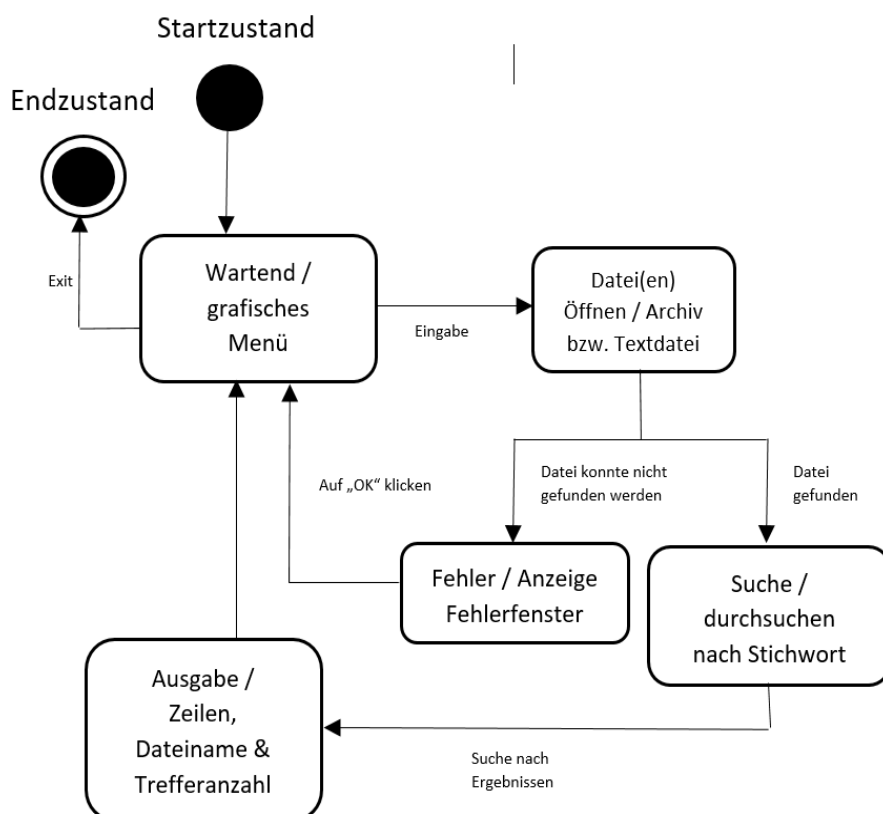 Startzustand
Endzustand
Exit
Wartend /
grafisches
Menü
Eingabe
Datei(en)
Öffnen / Archiv
bzw. Textdatei
Auf „OK“ klicken
Datei konnte nicht
gefunden werden
Datei
gefunden
Fehler / Anzeige
Fehlerfenster
Suche /
durchsuchen
nach Stichwort
Ausgabe /
Zeilen,
Dateiname &
Trefferanzahl
Suche nach
Ergebnissen